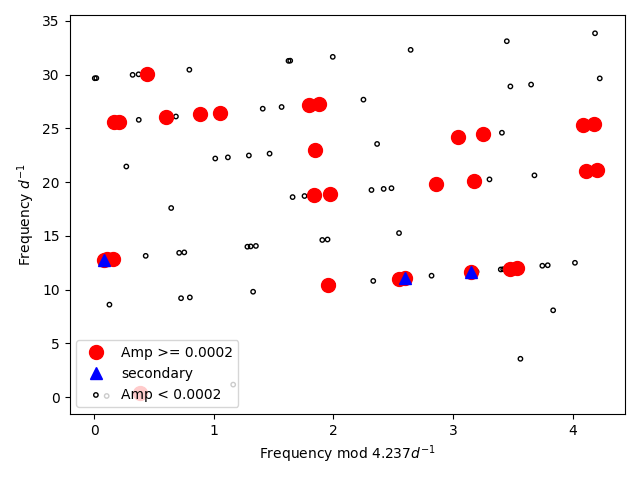 35
30
25
20
15
10
5
0
Frequency $d^{-1}$
Amp >= 0.0002
secondary
Amp < 0.0002
0 1 2 3 4
Frequency mod 4.237$d^{-1}$